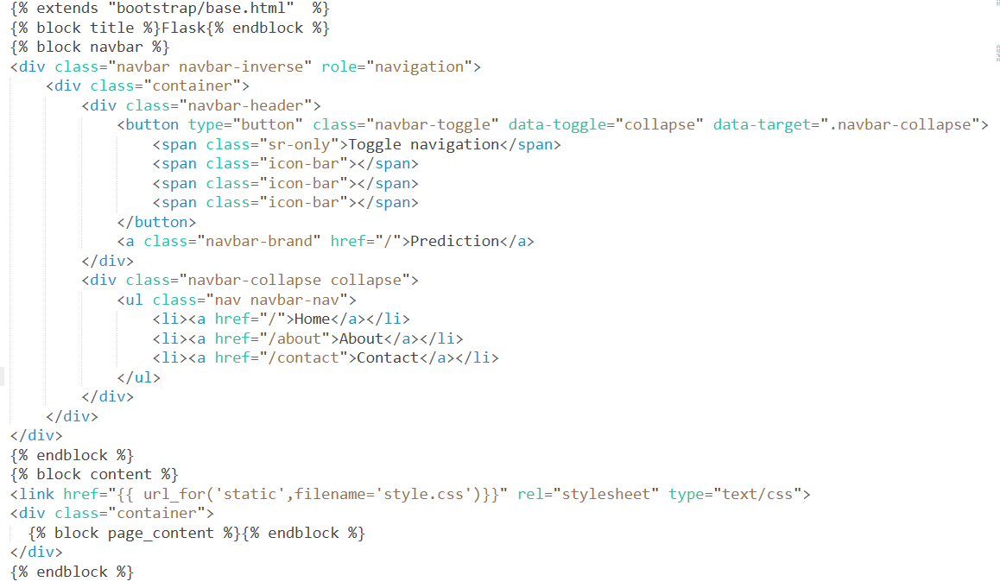 {% extends "bootstrap/base.html"  %}
{% block title %}Flask{% endblock %}
{% block navbar %}
<div class="navbar navbar-inverse" role="navigation">
    <div class="container">
        <div class="navbar-header">
            <button type="button" class="navbar-toggle" data-toggle="collapse" data-target=".navbar-collapse">
                <span class="sr-only">Toggle navigation</span>
                <span class="icon-bar"></span>
                <span class="icon-bar"></span>
                <span class="icon-bar"></span>
            </button>
            <a class="navbar-brand" href="/">Prediction</a>
        </div>
        <div class="navbar-collapse collapse">
            <ul class="nav navbar-nav">
                <li><a href="/">Home</a></li>
                <li><a href="/about">About</a></li>
                <li><a href="/contact">Contact</a></li>
            </ul>
        </div>
    </div>
</div>
{% endblock %}
{% block content %}
<link href="{{ url_for('static',filename='style.css')}}" rel="stylesheet" type="text/css">
<div class="container">
  {% block page_content %}{% endblock %}
</div>
{% endblock %}